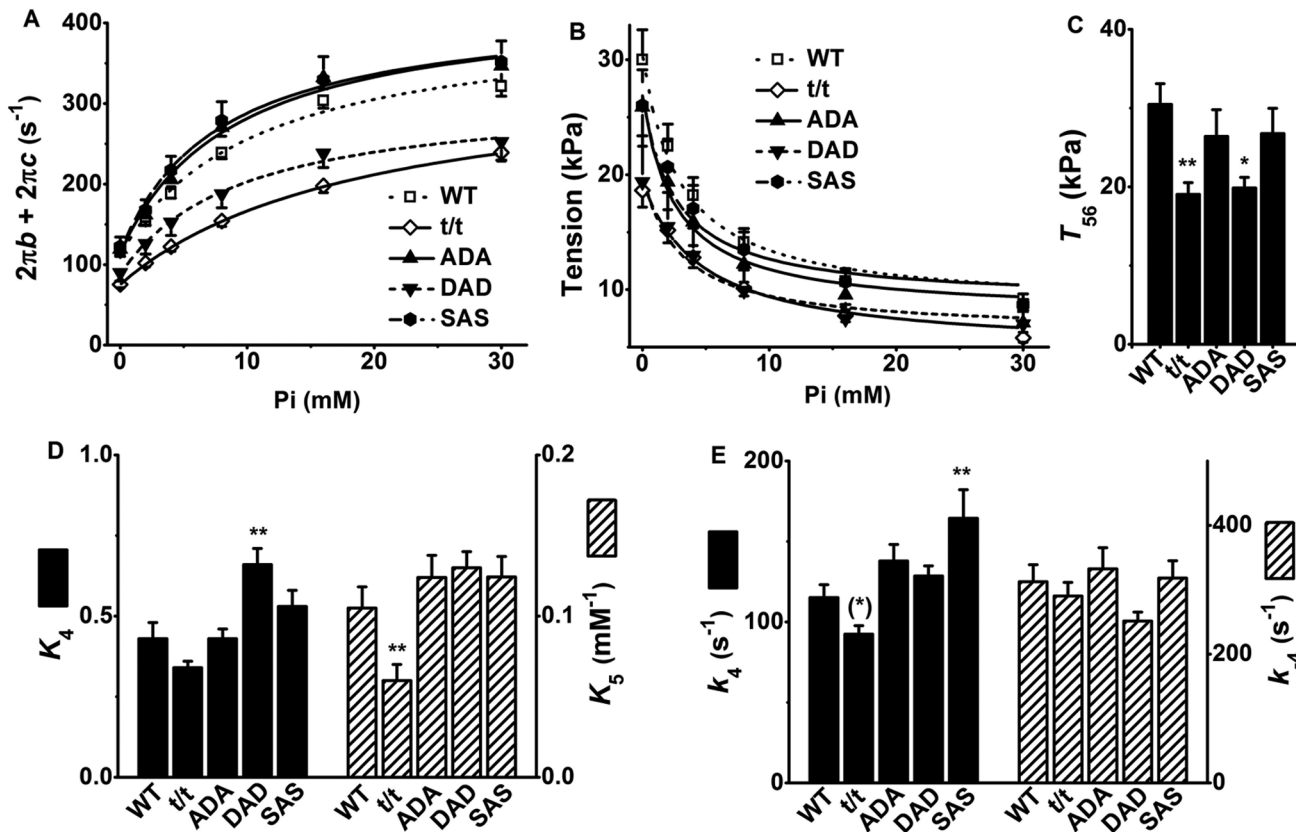 A
400
300
200
100
0
2πb + 2πc (s⁻¹)
WT
t/t
ADA
DAD
SAS
0
10
20
30
Pi (mM)
B
30
20
10
Tension (kPa)
WT
t/t
ADA
DAD
SAS
0
10
20
30
Pi (mM)
C
40
20
0
T₅₆ (kPa)
**
*
WT
t/t
ADA
DAD
SAS
D
1.0
0.5
0.0
K₄
**
**
0.2
0.1
0.0
K₅ (mM⁻¹)
WT
t/t
ADA
DAD
SAS
WT
t/t
ADA
DAD
SAS
E
200
100
0
k₄ (s⁻¹)
(*)
**
400
200
0
k₋₄ (s⁻¹)
WT
t/t
ADA
DAD
SAS
WT
t/t
ADA
DAD
SAS